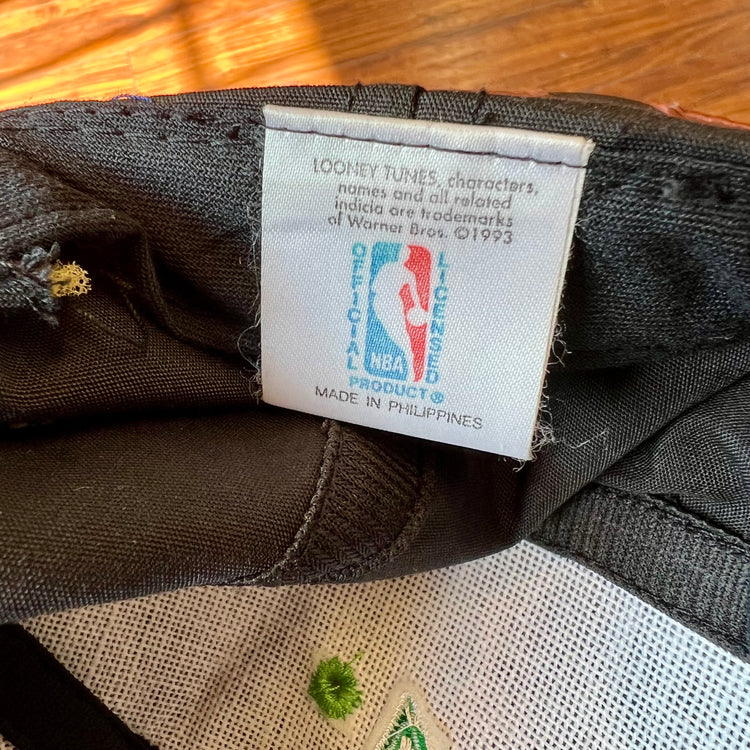 LOONEY TUNES, characters,
names and all related
indicia are trademarks
of Warner Bros. ©1993
OFFICIAL
LICENSED
NBA
PRODUCT®
MADE IN PHILIPPINES